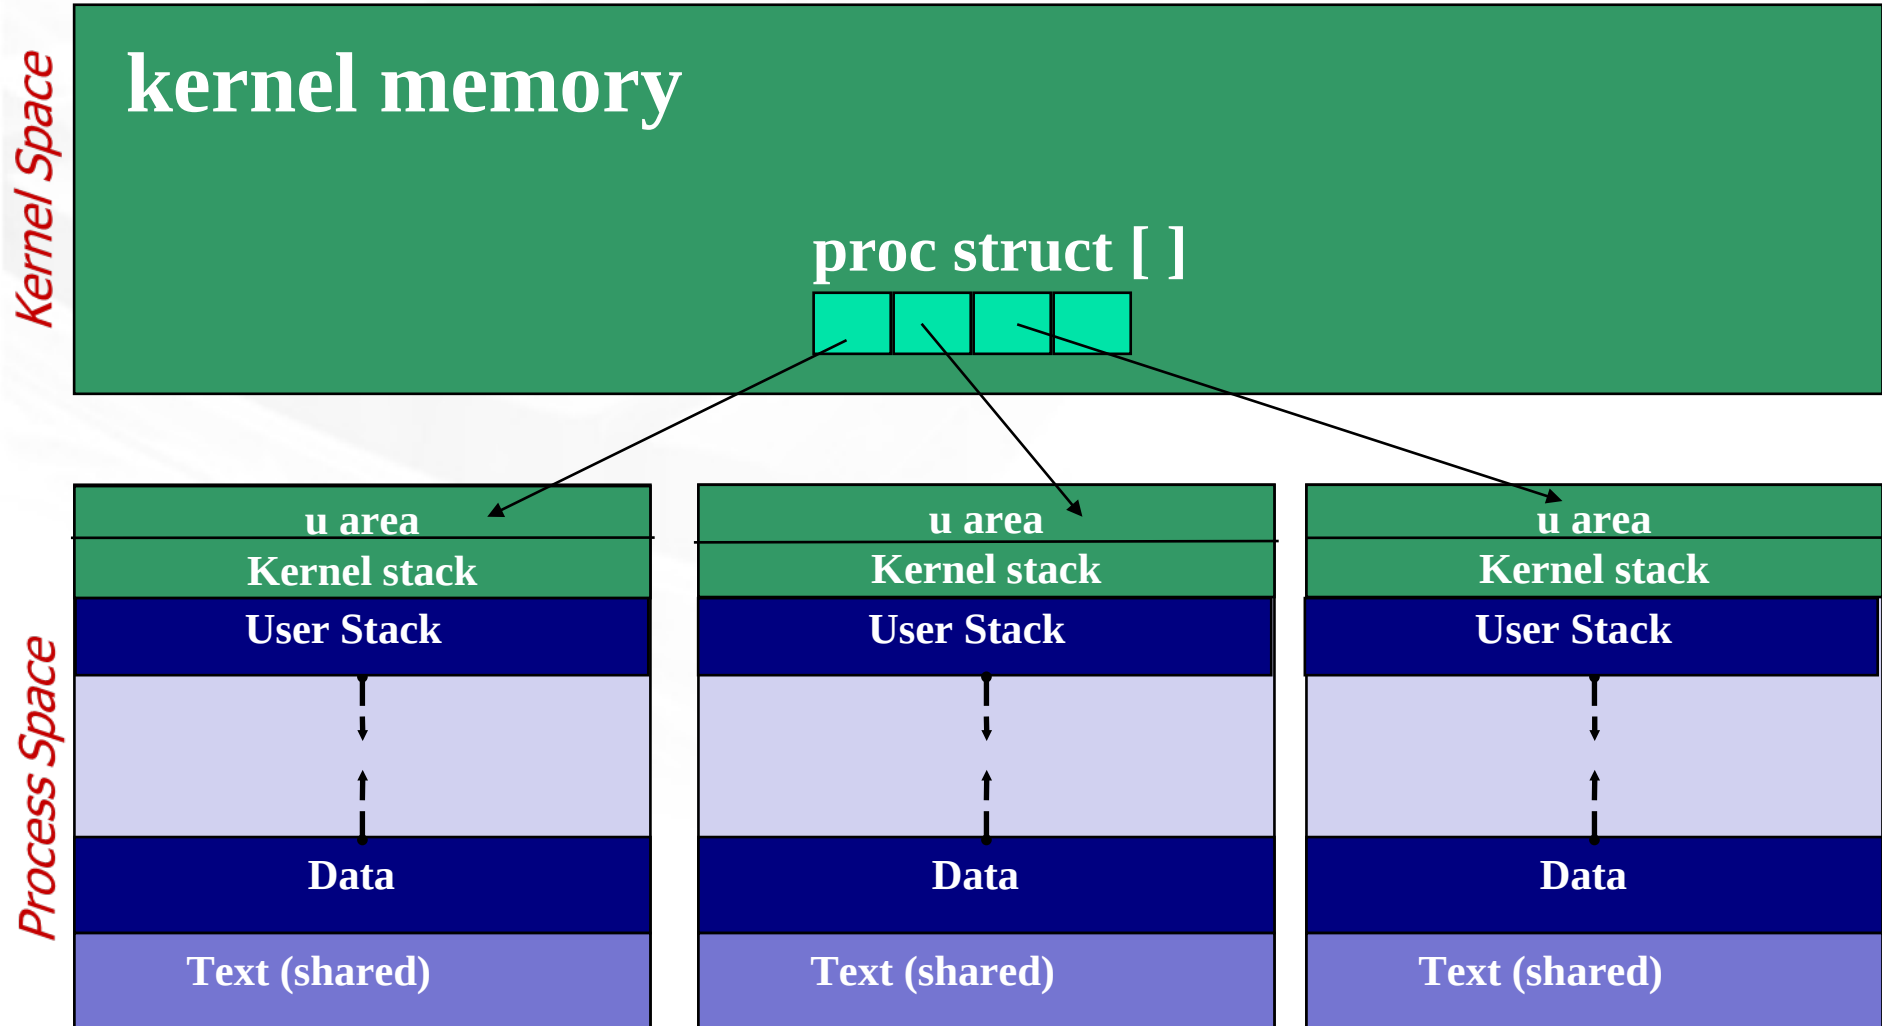 Kernel Space
kernel memory
proc struct [ ]
Process Space
u area
Kernel stack
User Stack
Data
Text (shared)
u area
Kernel stack
User Stack
Data
Text (shared)
u area
Kernel stack
User Stack
Data
Text (shared)